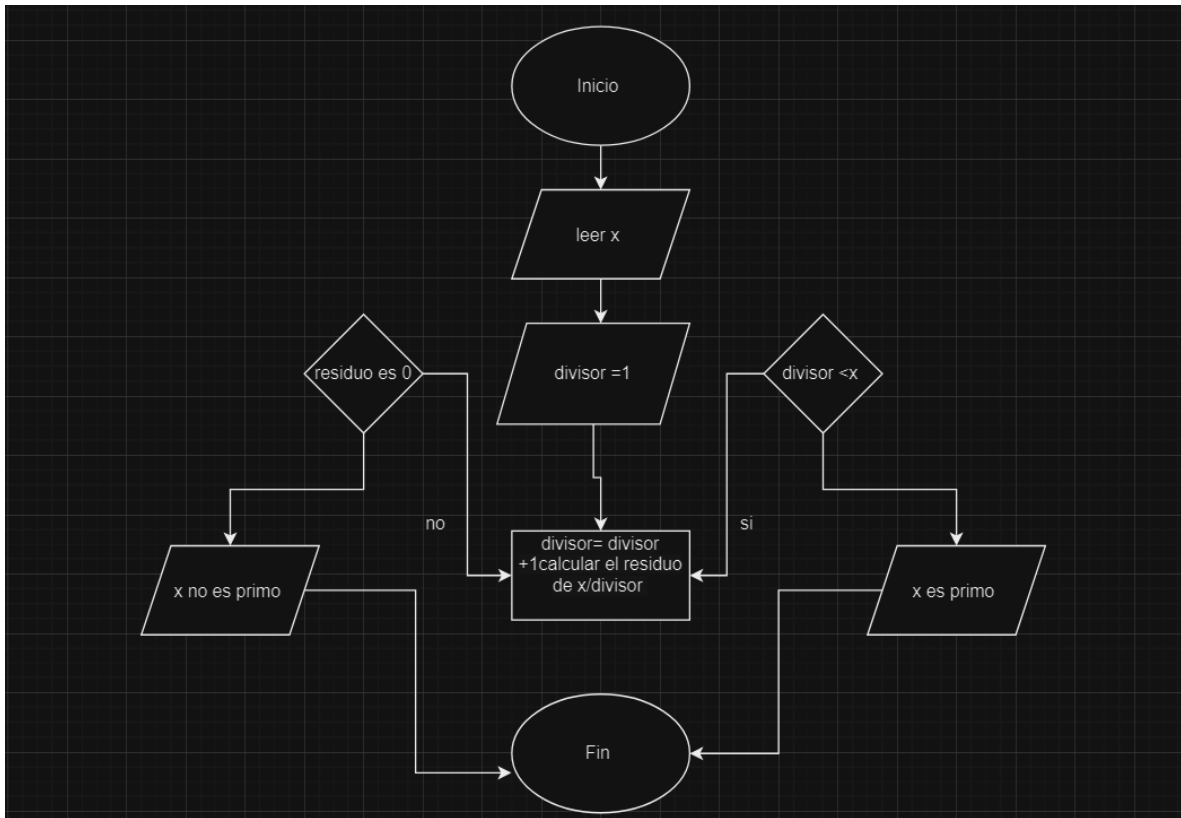 Inicio
leer x
residuo es 0
divisor =1
divisor <x
no
si
divisor= divisor
+1calcular el residuo
de x/divisor
x no es primo
x es primo
Fin